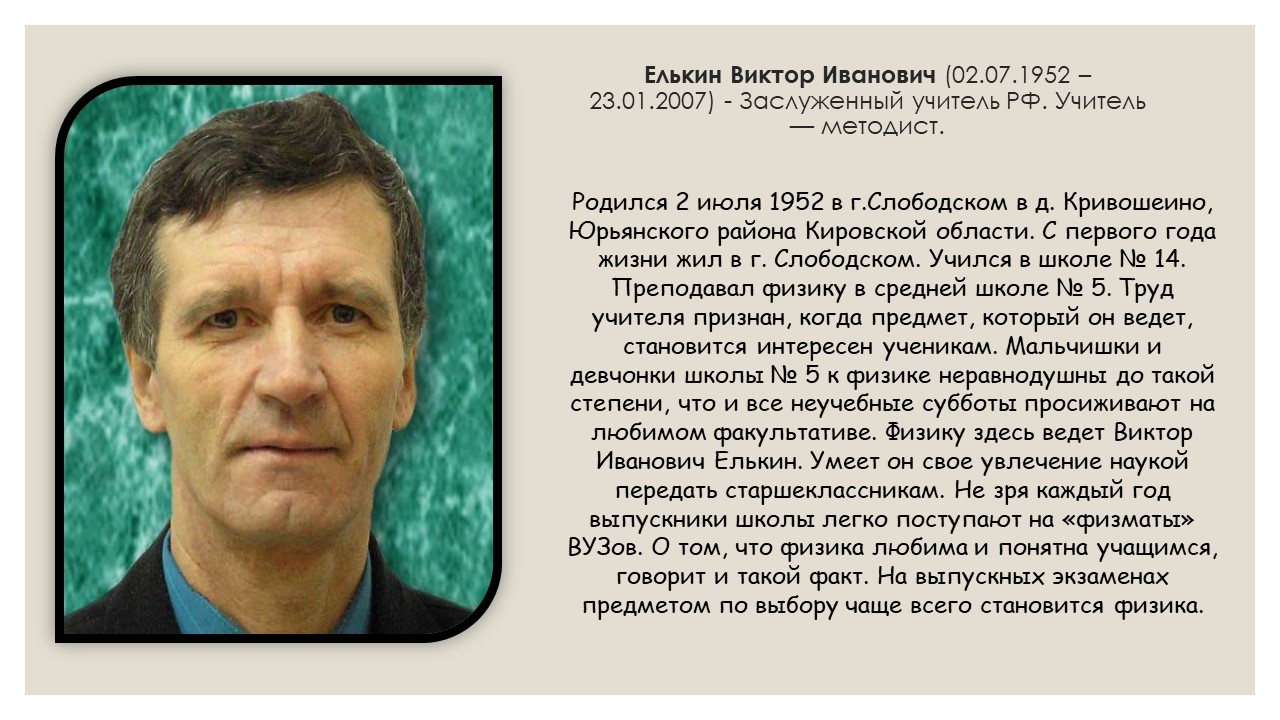 Елькин Виктор Иванович (02.07.1952 –
23.01.2007) - Заслуженный учитель РФ. Учитель
— методист.
Родился 2 июля 1952 в г.Слободском в д. Кривошеино,
Юрьянского района Кировской области. С первого года
жизни жил в г. Слободском. Учился в школе № 14.
Преподавал физику в средней школе № 5. Труд
учителя признан, когда предмет, который он ведет,
становится интересен ученикам. Мальчишки и
девчонки школы № 5 к физике неравнодушны до такой
степени, что и все неучебные субботы просиживают на
любимом факультативе. Физику здесь ведет Виктор
Иванович Елькин. Умеет он свое увлечение наукой
передать старшеклассникам. Не зря каждый год
выпускники школы легко поступают на «физматы»
ВУЗов. О том, что физика любима и понятна учащимся,
говорит и такой факт. На выпускных экзаменах
предметом по выбору чаще всего становится физика.